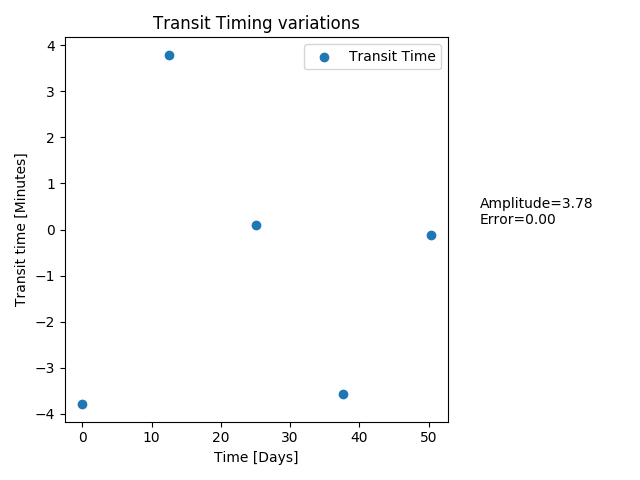 Transit Timing variations
Transit Time
Transit time [Minutes]
4
3
2
1
0
−1
−2
−3
−4
0 10 20 30 40 50
Time [Days]
Amplitude=3.78
Error=0.00